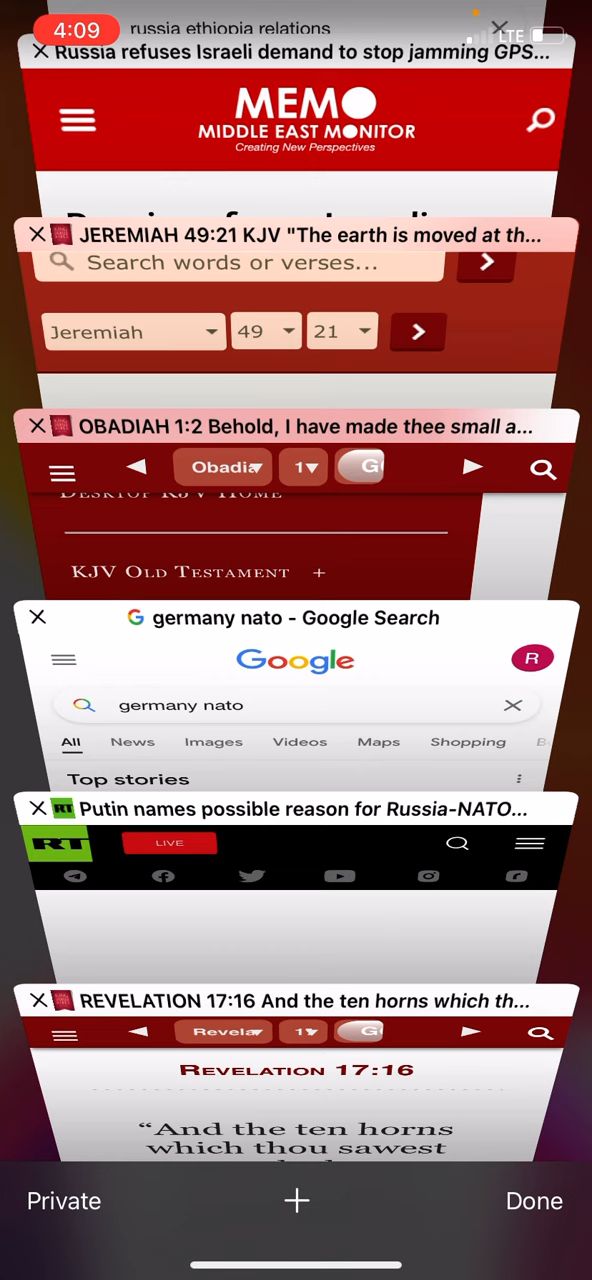 4:09
russia ethiopia relations
LTE
Russia refuses Israeli demand to stop jamming GPS...
MEMO
MIDDLE EAST MONITOR
Creating New Perspectives
JEREMIAH 49:21 KJV "The earth is moved at th...
Search words or verses...
Jeremiah 49 21
OBADIAH 1:2 Behold, I have made thee small a...
Obadia 1 G
DESKTOP KJV HOME
KJV OLD TESTAMENT +
germany nato - Google Search
Google
R
germany nato
All News Images Videos Maps Shopping B
Top stories
RT Putin names possible reason for Russia-NATO...
RT LIVE
REVELATION 17:16 And the ten horns which th...
Revela 1 G
REVELATION 17:16
“And the ten horns
which thou sawest
Private + Done